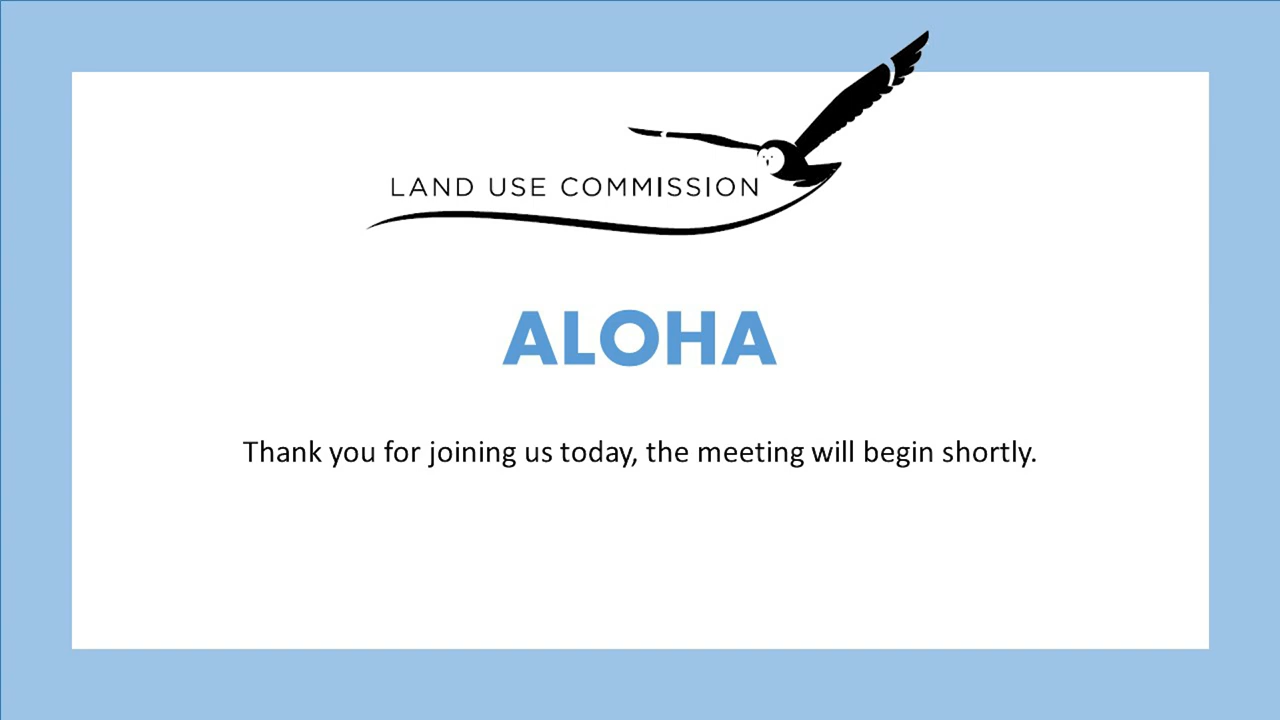 LAND USE COMMISSION
ALOHA
Thank you for joining us today, the meeting will begin shortly.